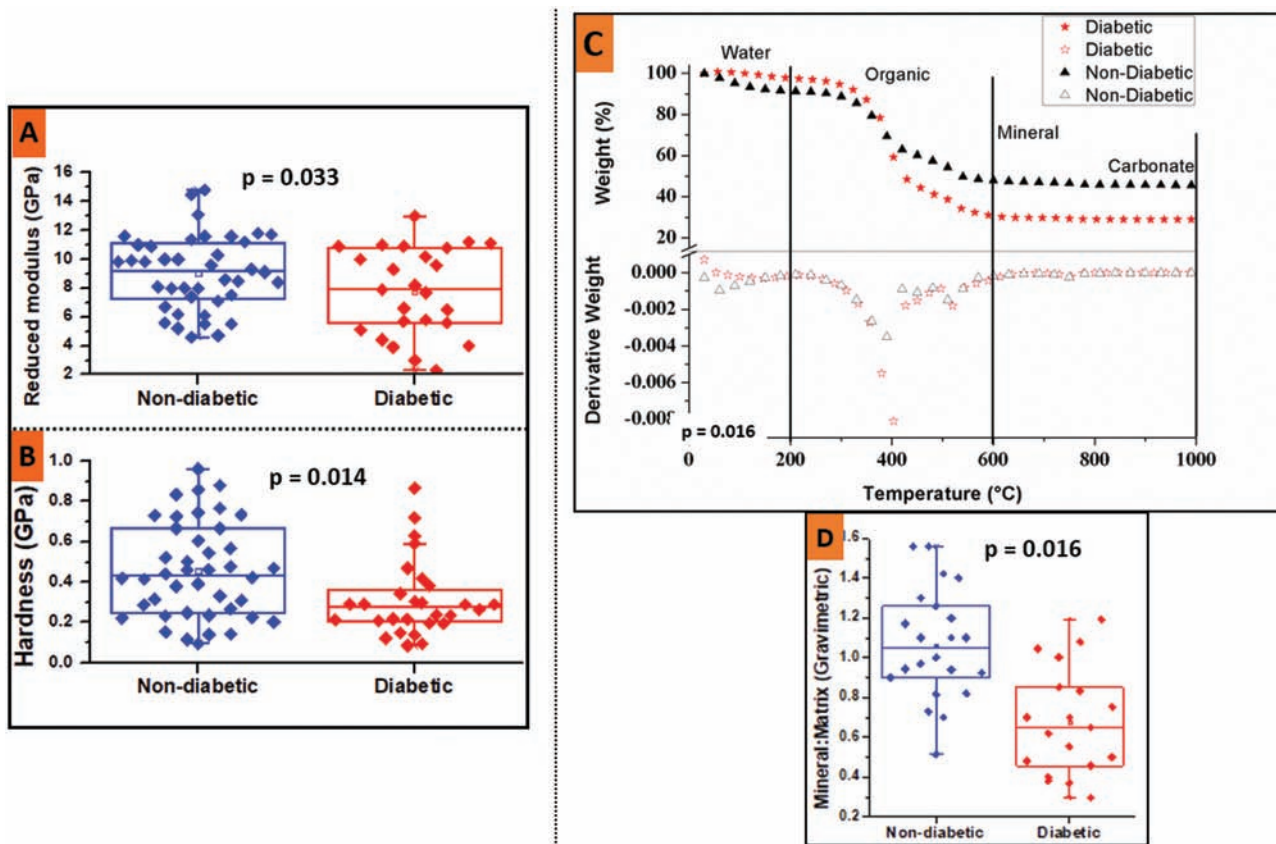 A
Reduced modulus (GPa)
16
14
12
10
8
6
4
2
p = 0.033
Non-diabetic
Diabetic
B
Hardness (GPa)
1.0
0.8
0.6
0.4
0.2
0.0
p = 0.014
Non-diabetic
Diabetic
C
Diabetic
Diabetic
Non-Diabetic
Non-Diabetic
Water
Organic
Mineral
Carbonate
Weight (%)
100
80
60
40
20
Derivative Weight
0.000
-0.002
-0.004
-0.006
-0.008
p = 0.016
0
200
400
600
800
1000
Temperature (°C)
D
Mineral:Matrix (Gravimetric)
1.4
1.2
1.0
0.8
0.6
0.4
0.2
p = 0.016
Non-diabetic
Diabetic